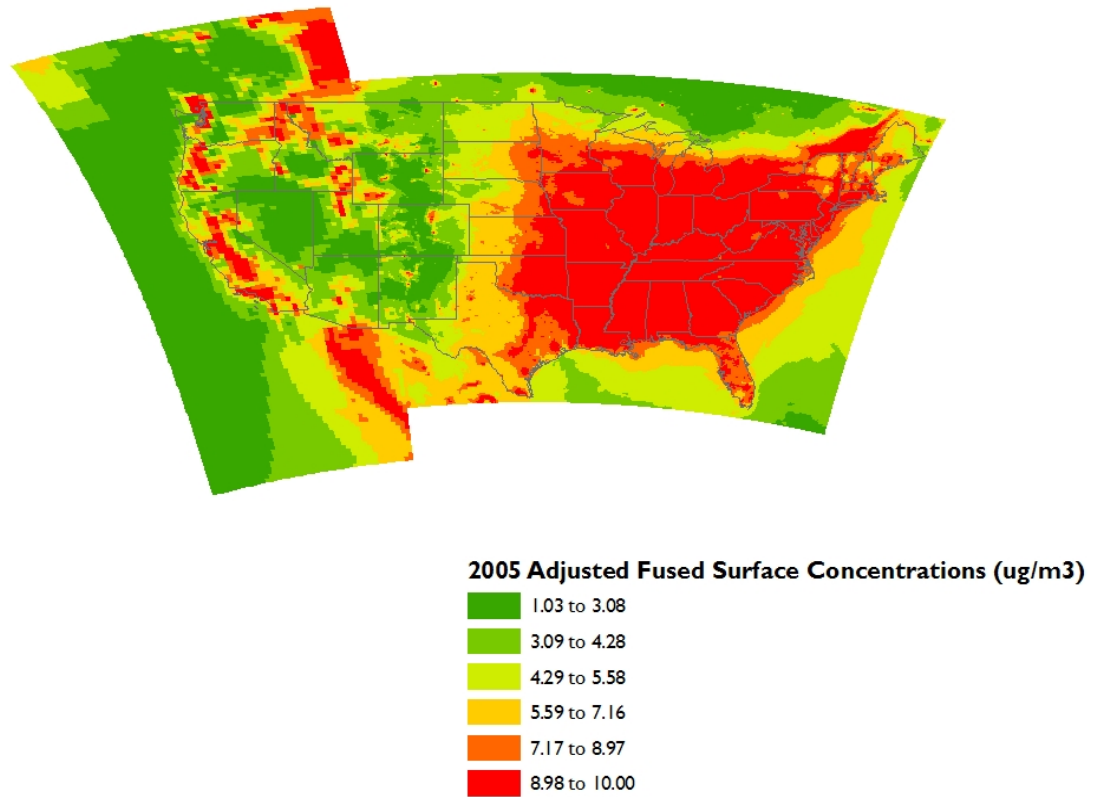 2005 Adjusted Fused Surface Concentrations (ug/m3)
1.03 to 3.08
3.09 to 4.28
4.29 to 5.58
5.59 to 7.16
7.17 to 8.97
8.98 to 10.00